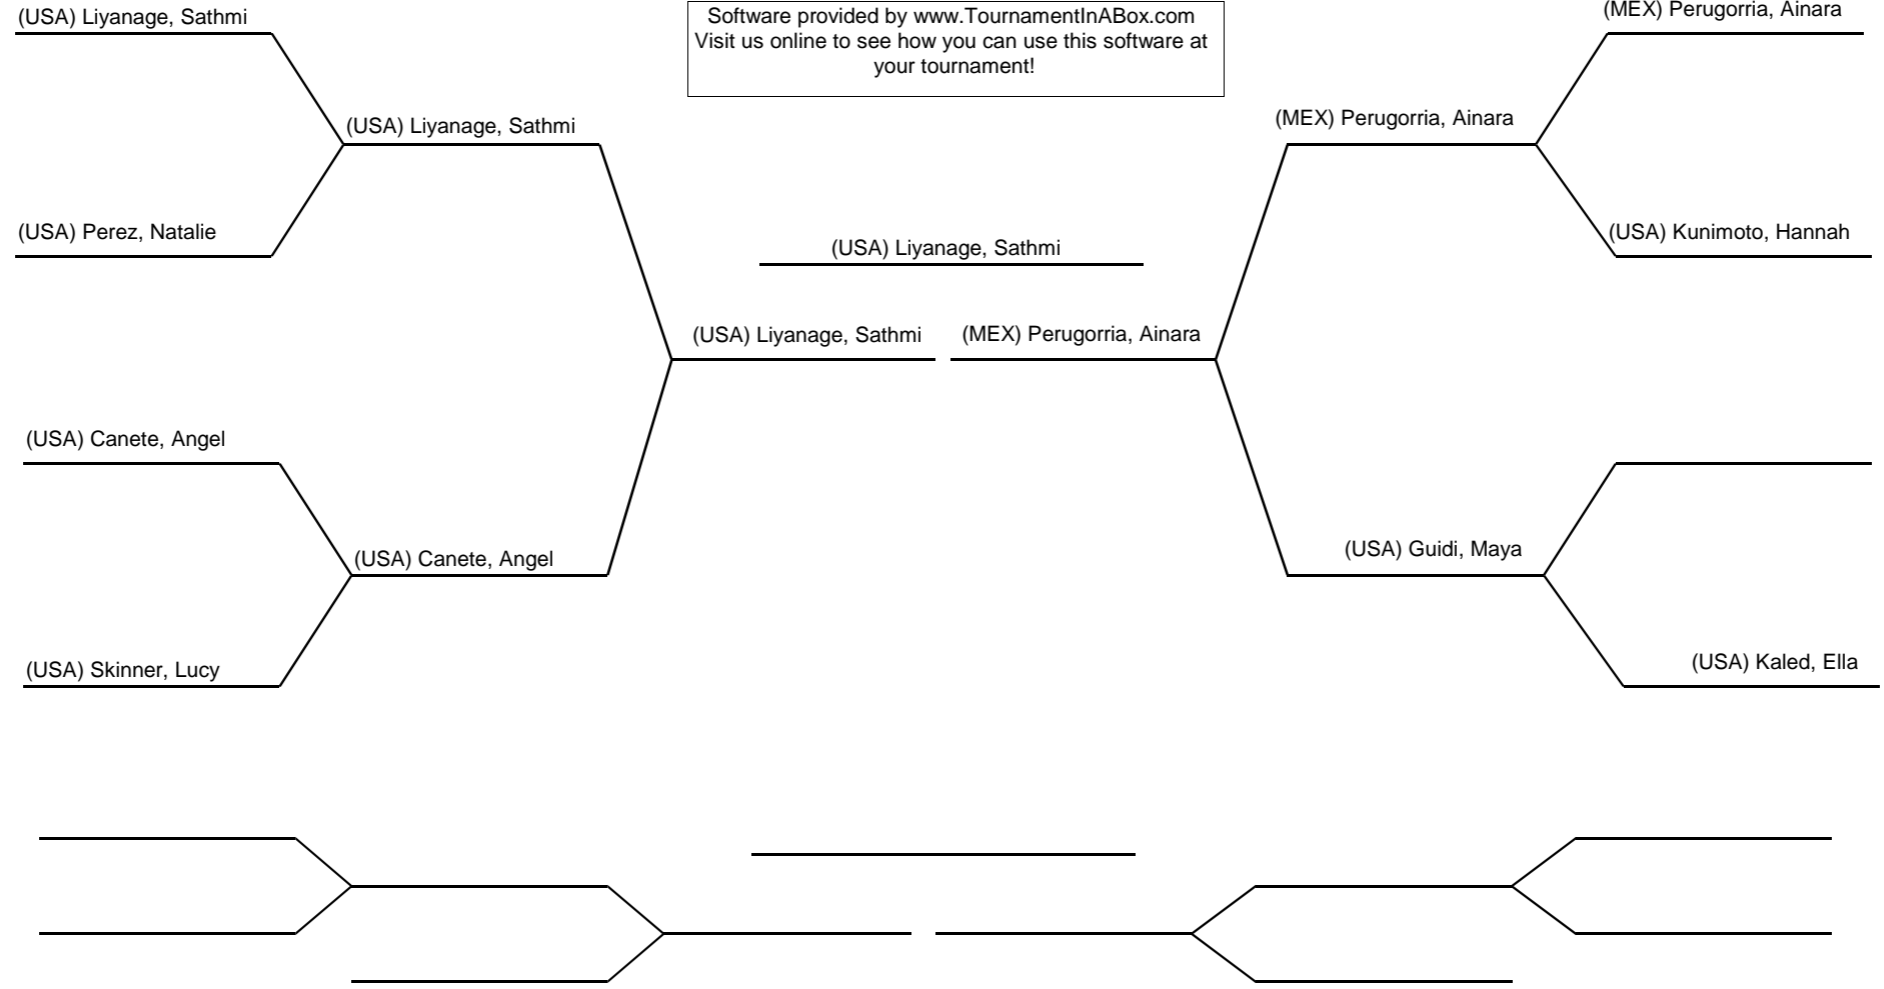 (USA) Liyanage, Sathmi
Software provided by www.TournamentInABox.com
Visit us online to see how you can use this software at
your tournament!
(MEX) Perugorria, Ainara
(USA) Liyanage, Sathmi
(MEX) Perugorria, Ainara
(USA) Perez, Natalie
(USA) Liyanage, Sathmi
(USA) Kunimoto, Hannah
(USA) Liyanage, Sathmi
(MEX) Perugorria, Ainara
(USA) Canete, Angel
(USA) Canete, Angel
(USA) Guidi, Maya
(USA) Skinner, Lucy
(USA) Kaled, Ella